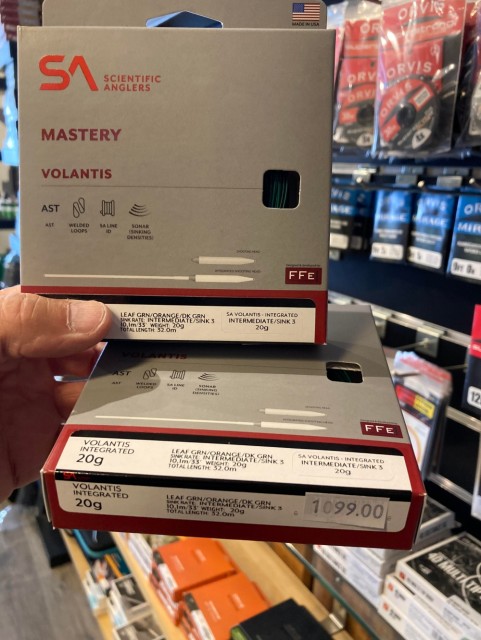 MADE IN USA
SA
SCIENTIFIC
ANGLERS
MASTERY
VOLANTIS
AST
AST
WELDED
LOOPS
SA LINE
ID
SONAR
(SINKING
DENSITIES)
FFE
LEAF GRN/ORANGE/DK GRN
SINK RATE: INTERMEDIATE/SINK 3
10,1m/33' WEIGHT: 20g
TOTAL LENGTH: 32.0m
SA VOLANTIS - INTEGRATED
INTERMEDIATE/SINK 3
20g
VOLANTIS
AST
AST
WELDED
LOOPS
SA LINE
ID
SONAR
(SINKING
DENSITIES)
FFE
VOLANTIS
INTEGRATED
20g
LEAF GRN/ORANGE/DK GRN
SINK RATE: INTERMEDIATE/SINK 3
10,1m/33' WEIGHT: 20g
TOTAL LENGTH: 32.0m
SA VOLANTIS - INTEGRATED
INTERMEDIATE/SINK 3
20g
VOLANTIS
INTEGRATED
20g
LEAF GRN/ORANGE/DK GRN
SINK RATE: INTERMEDIATE/SINK 3
10,1m/33' WEIGHT: 20g
TOTAL LENGTH: 32.0m
1099.00
ORVIS
ORVIS